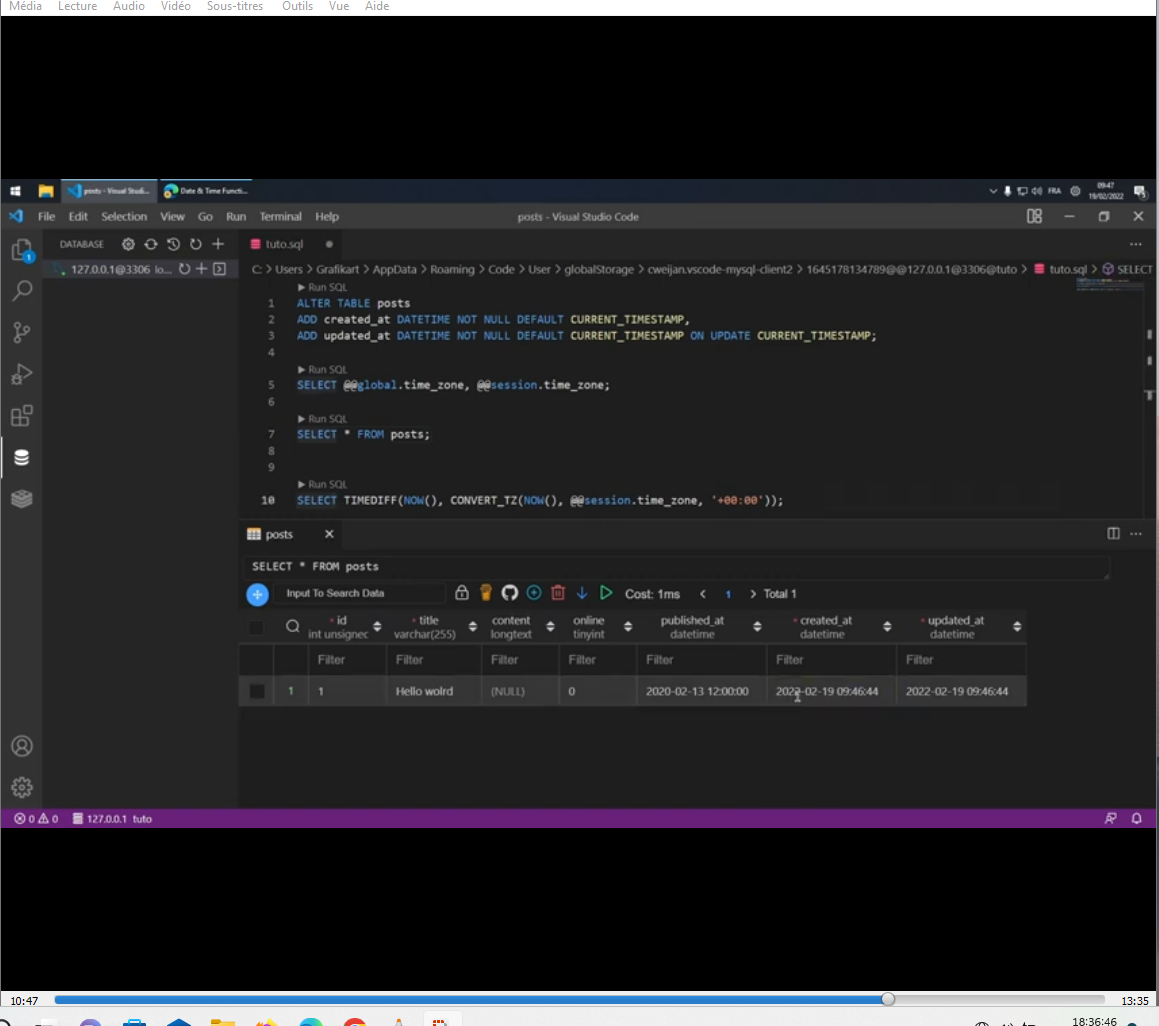 Média Lecture Audio Vidéo Sous-titres Outils Vue Aide
posts - Visual Studi... Date & Time Functi...
FRA 09:47
19/02/2022
File Edit Selection View Go Run Terminal Help posts - Visual Studio Code
DATABASE tuto.sql
1 127.0.0.1@3306 lo... C: > Users > Grafikart > AppData > Roaming > Code > User > globalStorage > cweijan.vscode-mysql-client2 > 1645178134789@@127.0.0.1@3306@tuto > tuto.sql > SELECT
Run SQL
1 ALTER TABLE posts
2 ADD created_at DATETIME NOT NULL DEFAULT CURRENT_TIMESTAMP,
3 ADD updated_at DATETIME NOT NULL DEFAULT CURRENT_TIMESTAMP ON UPDATE CURRENT_TIMESTAMP;
4
Run SQL
5 SELECT @@global.time_zone, @@session.time_zone;
6
Run SQL
7 SELECT * FROM posts;
8
9
Run SQL
10 SELECT TIMEDIFF(NOW(), CONVERT_TZ(NOW(), @@session.time_zone, '+00:00'));
posts
SELECT * FROM posts
Input To Search Data Cost: 1ms < 1 > Total 1
* id * title content online published_at * created_at * updated_at
int unsigned varchar(255) longtext tinyint datetime datetime datetime
Filter Filter Filter Filter Filter Filter Filter
1 1 Hello wolrd (NULL) 0 2020-02-13 12:00:00 2022-02-19 09:46:44 2022-02-19 09:46:44
0 0 127.0.0.1 tuto
10:47 13:35
18:36:46